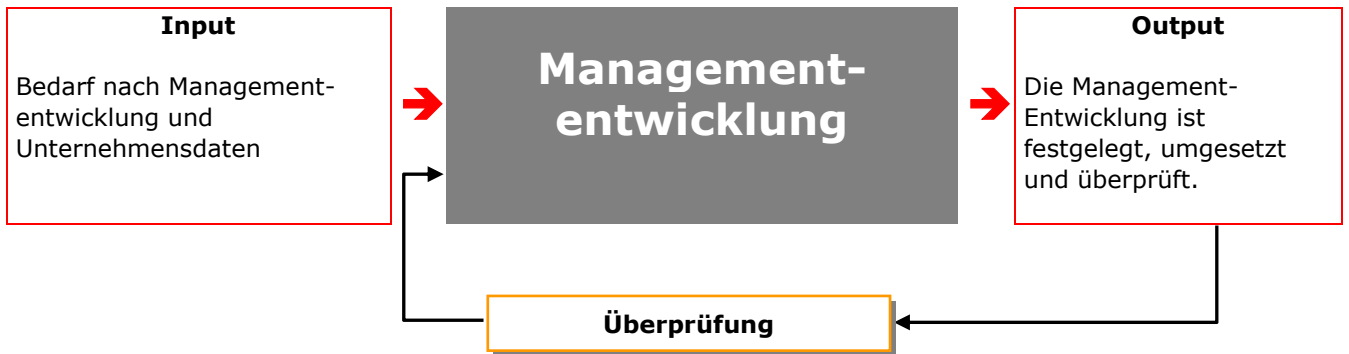 Input
Bedarf nach Management-
entwicklung und
Unternehmensdaten
Management-
entwicklung
Output
Die Management-
Entwicklung ist
festgelegt, umgesetzt
und überprüft.
Überprüfung